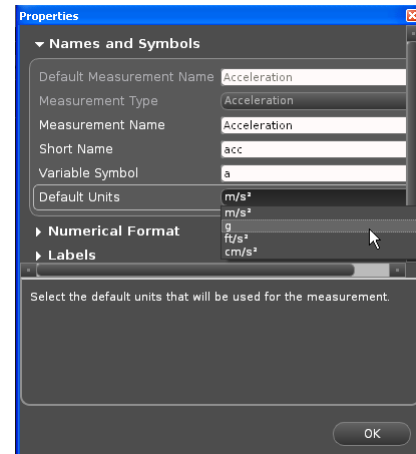 Properties
Names and Symbols
Default Measurement Name Acceleration
Measurement Type Acceleration
Measurement Name Acceleration
Short Name acc
Variable Symbol a
Default Units m/s²
m/s²
g
ft/s²
cm/s²
Numerical Format
Labels
Select the default units that will be used for the measurement.
OK